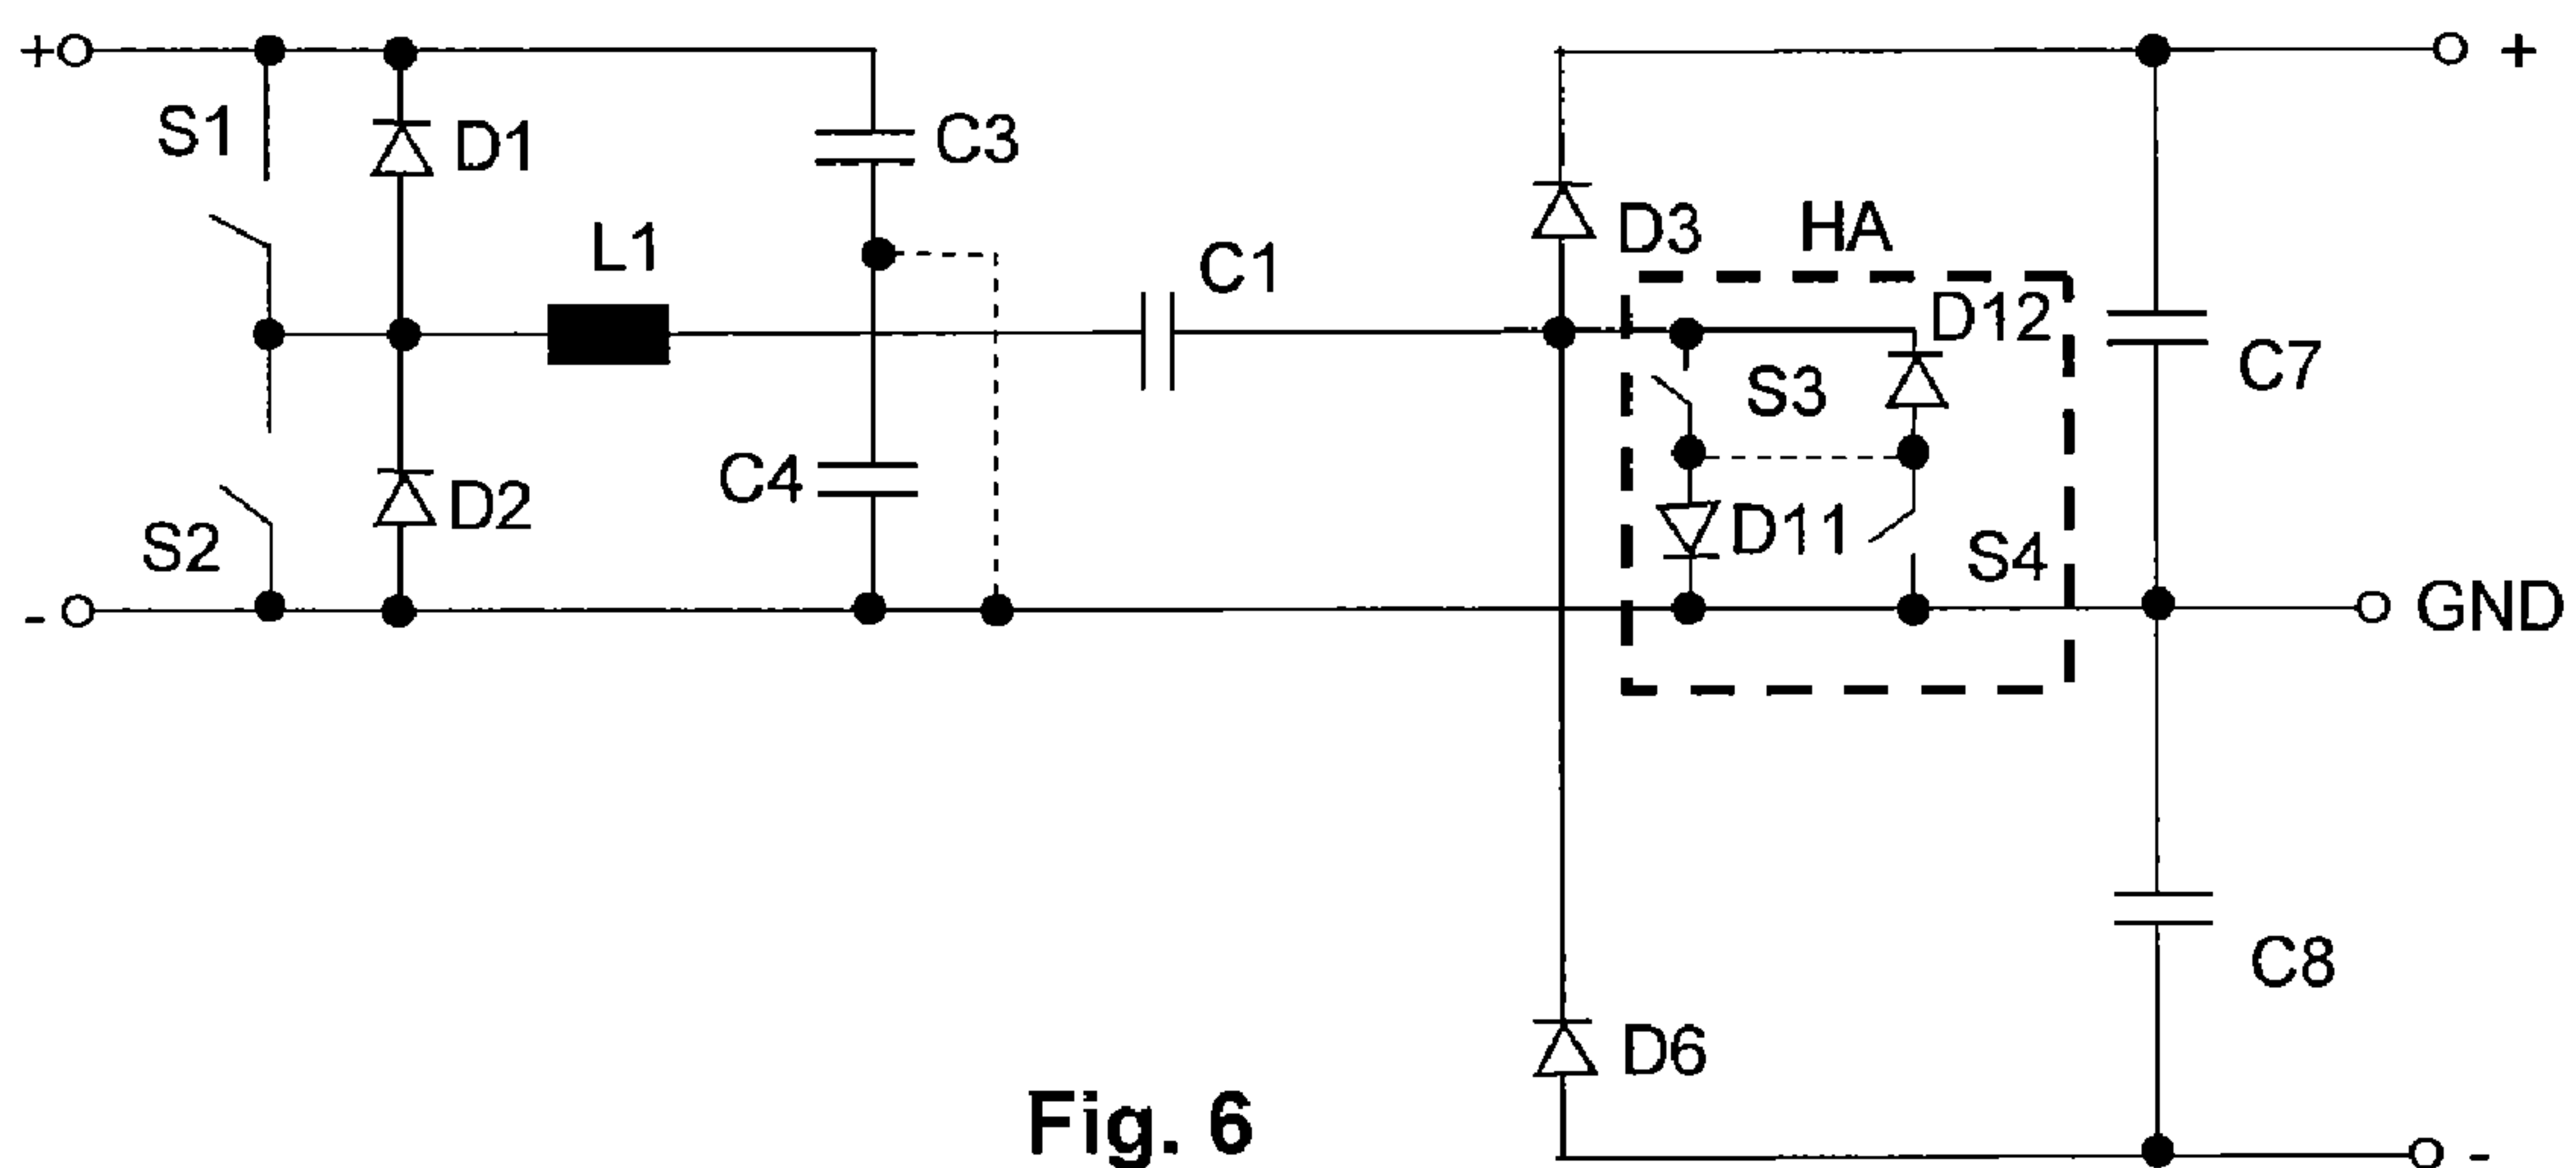 + +
S1 D1 C3
D3 HA
L1 C1
D12
S3 C7
C4
D2 D11
S2 S4
- GND
C8
D6
Fig. 6
-